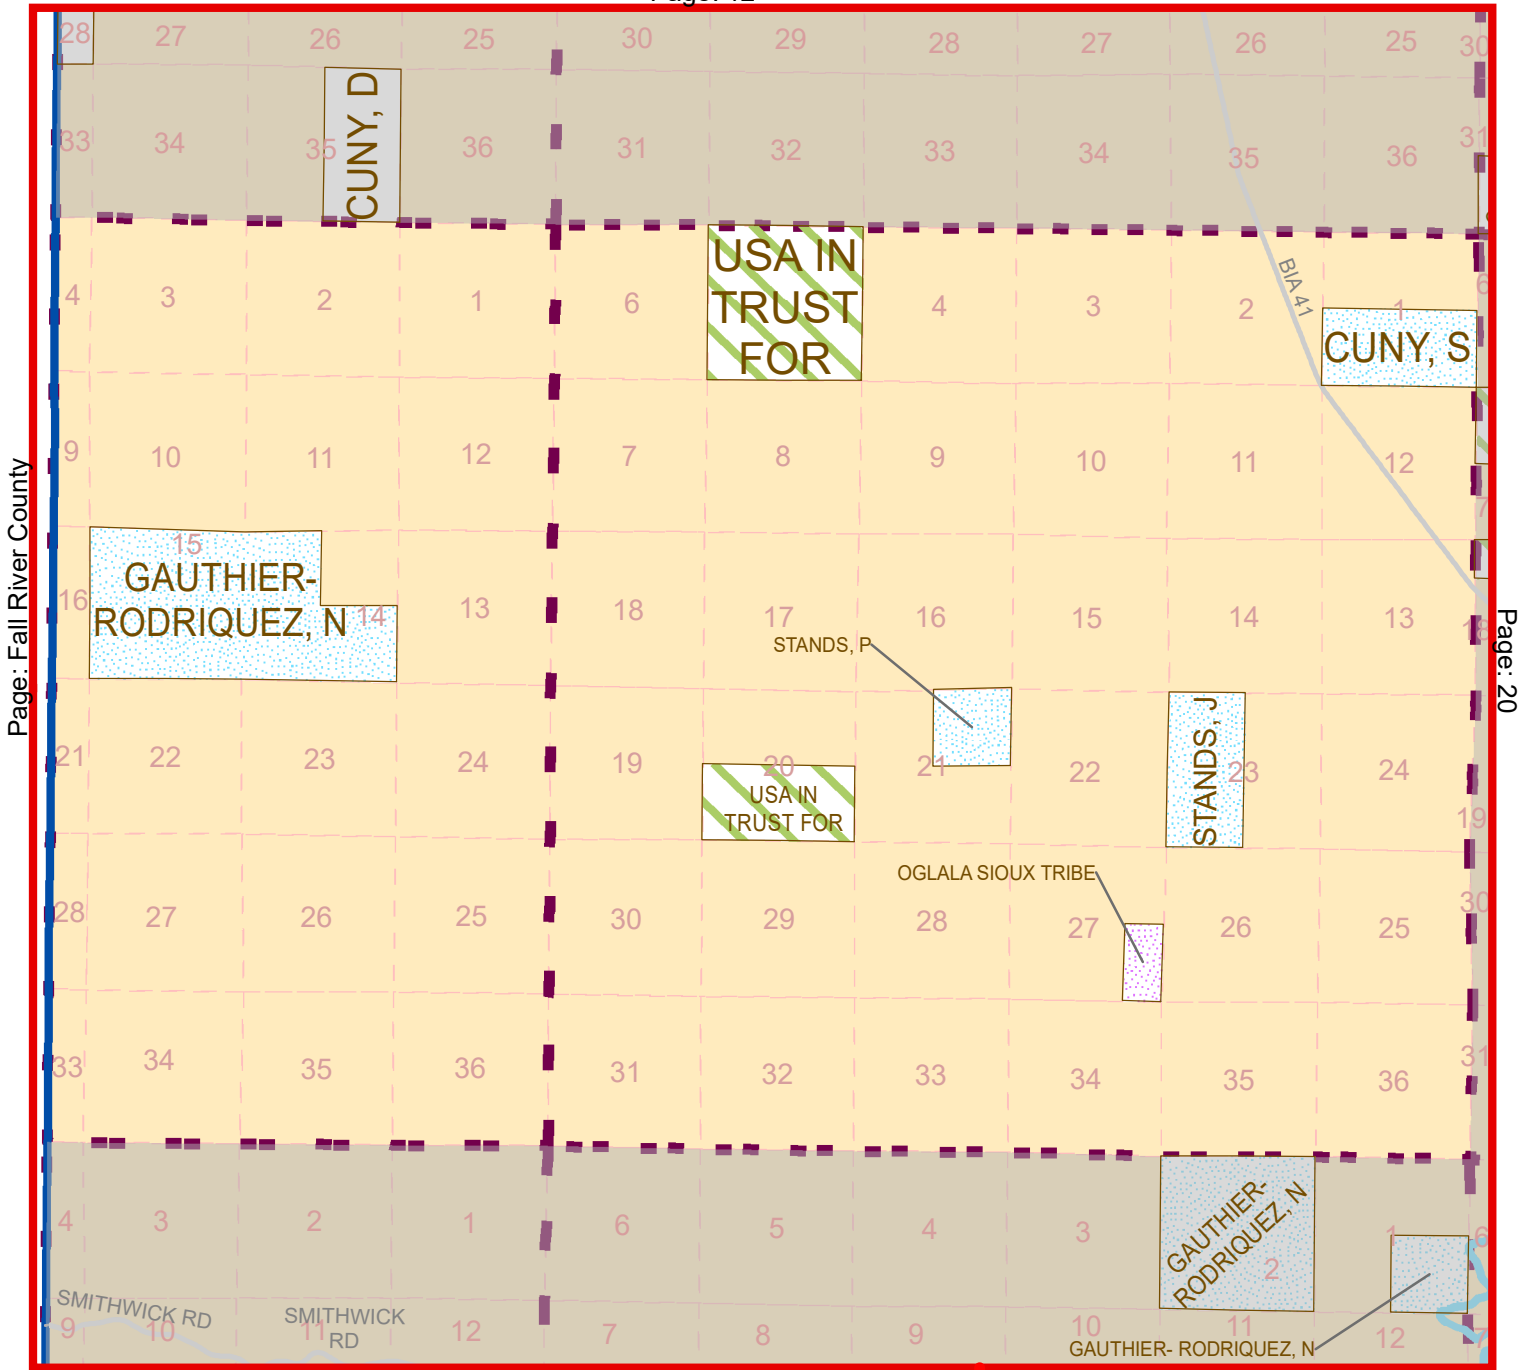 28 27 26 25 30 29 28 27 26 25 30
CUNY, D
33 34 35 36 31 32 33 34 35 36 31
USA IN
TRUST
FOR
BIA 41
4 3 2 1 6 4 3 2 1 6
CUNY, S
9 10 11 12 7 8 9 10 11 12 7
Page: Fall River County
15
GAUTHIER-
RODRIQUEZ, N
16 14 13 18 17 16 15 14 13 18
Page: 20
STANDS, P
STANDS, J
21 22 23 24 19 20 21 22 23 24 19
USA IN
TRUST FOR
OGLALA SIOUX TRIBE
28 27 26 25 30 29 28 27 26 25 30
33 34 35 36 31 32 33 34 35 36 31
GAUTHIER-
RODRIQUEZ, N
4 3 2 1 6 5 4 3 2 1 6
SMITHWICK RD
SMITHWICK
RD
9 10 11 12 7 8 9 10 11 12 7
GAUTHIER- RODRIQUEZ, N